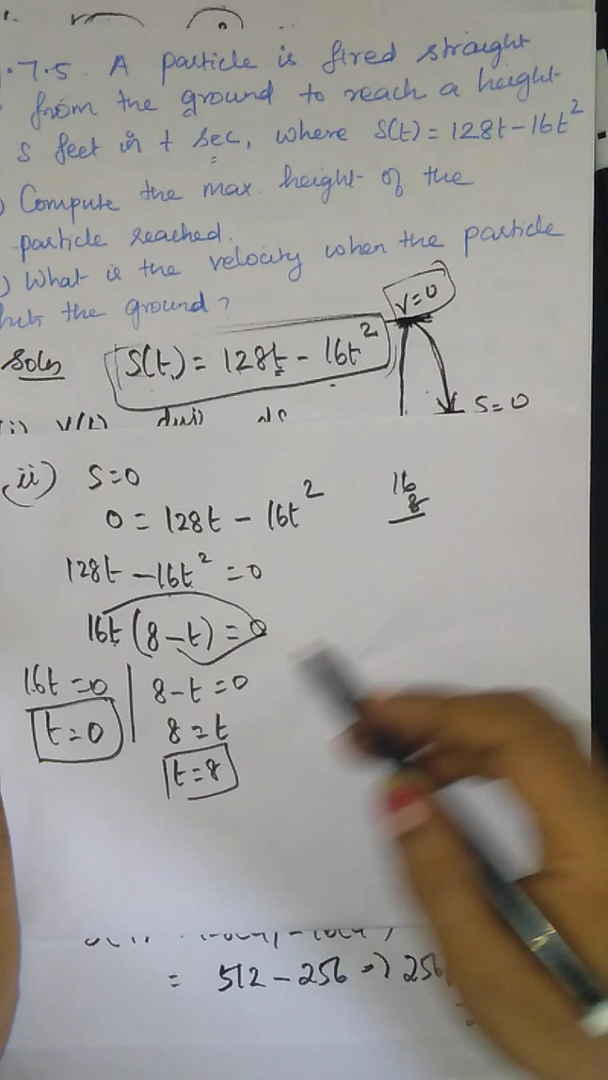 .7.5. A particle is fired straight
from the ground to reach a height
s feet in t sec, where S(t) = 128t - 16t²
) Compute the max. height of the
particle reached.
) What is the velocity when the particle
the ground?
V=0
Soln
S(t) = 128t - 16t²
S=0
ii) S=0
16
8
0 = 128t - 16t²
128t - 16t² = 0
16t (8-t) = 0
16t = 0 | 8-t = 0
t=0
8 = t
t=8
= 512 - 256 ⇒ 256